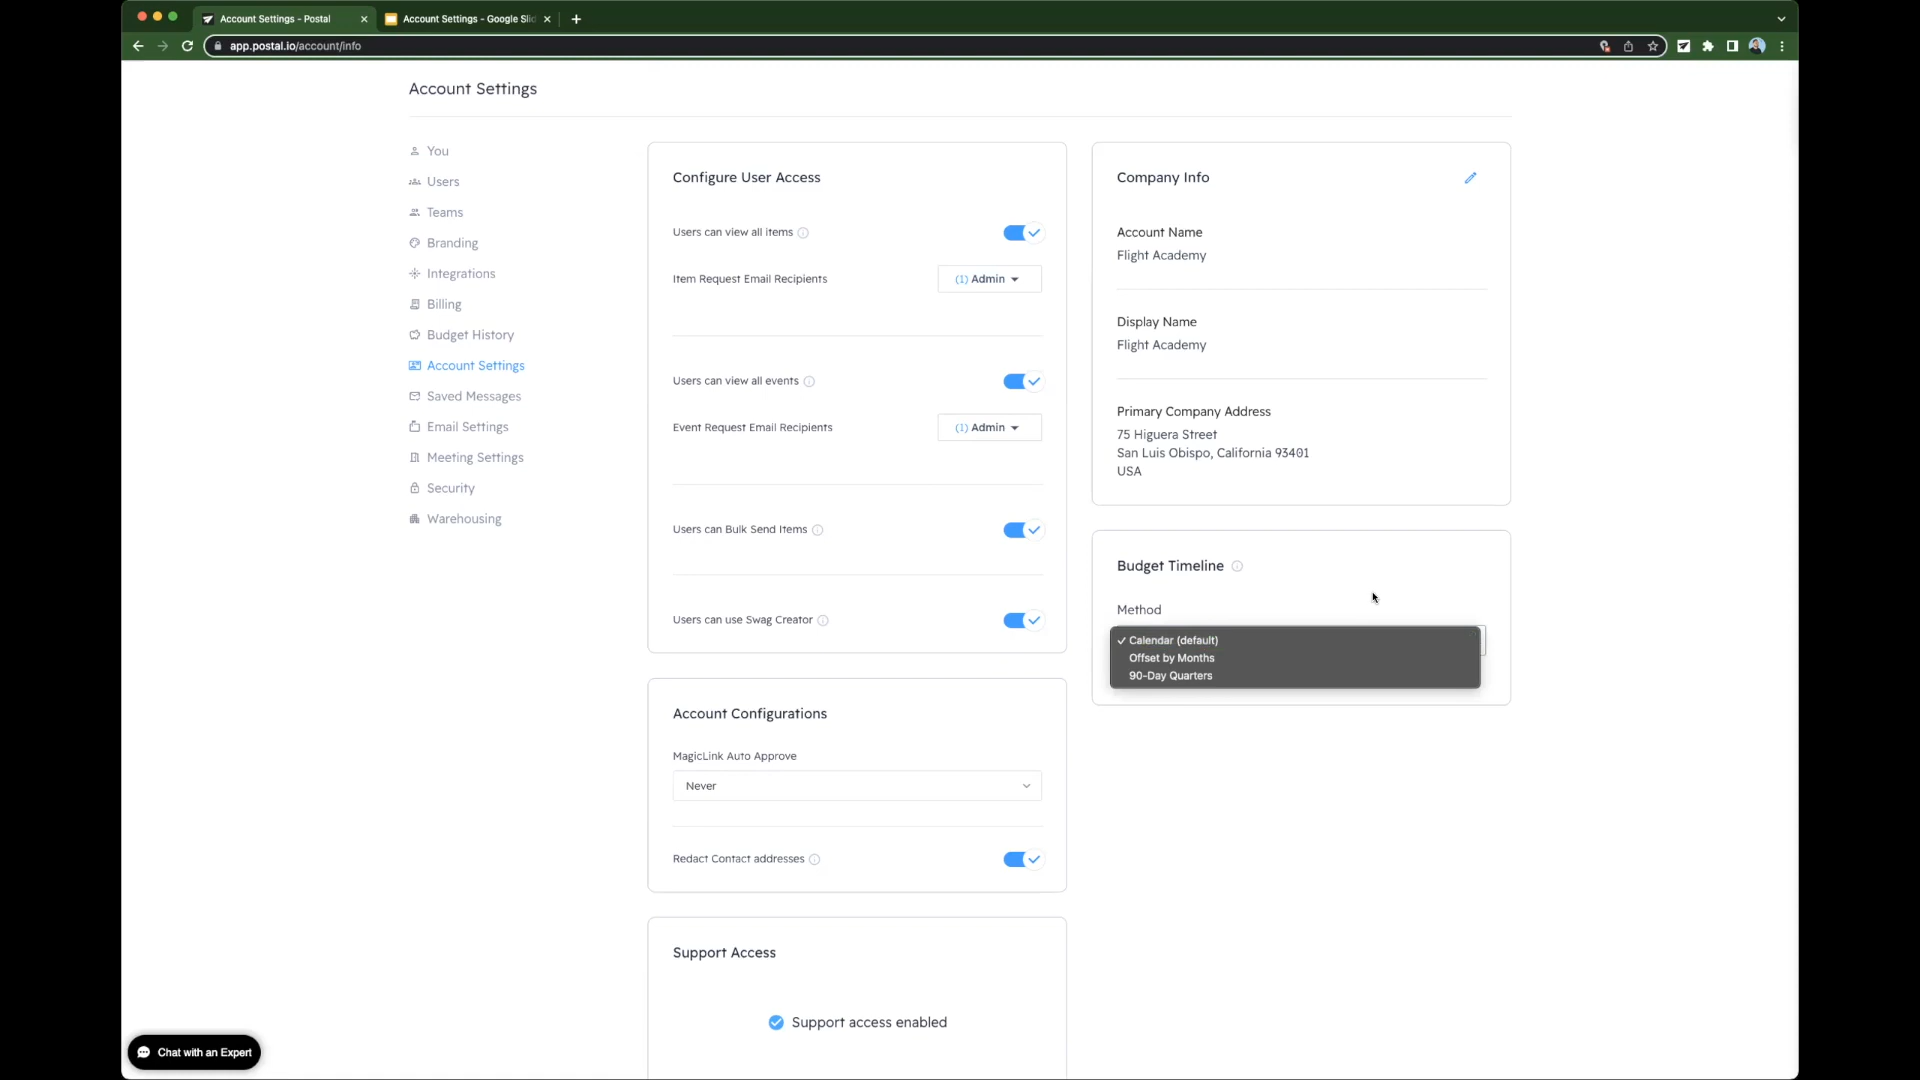 Account Settings - Postal
Account Settings - Google Slid
app.postal.io/account/info
Account Settings
You
Users
Teams
Branding
Integrations
Billing
Budget History
Account Settings
Saved Messages
Email Settings
Meeting Settings
Security
Warehousing
Configure User Access
Users can view all items
Item Request Email Recipients
(1) Admin
Users can view all events
Event Request Email Recipients
(1) Admin
Users can Bulk Send Items
Users can use Swag Creator
Account Configurations
MagicLink Auto Approve
Never
Redact Contact addresses
Support Access
Support access enabled
Company Info
Account Name
Flight Academy
Display Name
Flight Academy
Primary Company Address
75 Higuera Street
San Luis Obispo, California 93401
USA
Budget Timeline
Method
Calendar (default)
Offset by Months
90-Day Quarters
Chat with an Expert